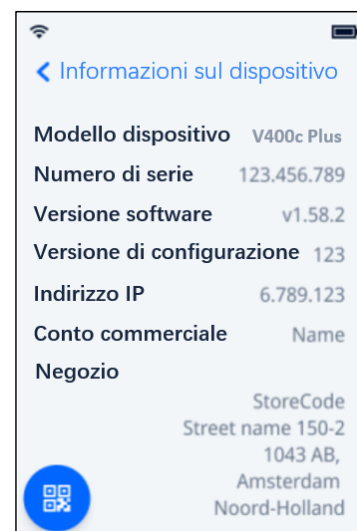 Informazioni sul dispositivo
Modello dispositivo V400c Plus
Numero di serie 123.456.789
Versione software v1.58.2
Versione di configurazione 123
Indirizzo IP 6.789.123
Conto commerciale Name
Negozio
StoreCode
Street name 150-2
1043 AB,
Amsterdam
Noord-Holland